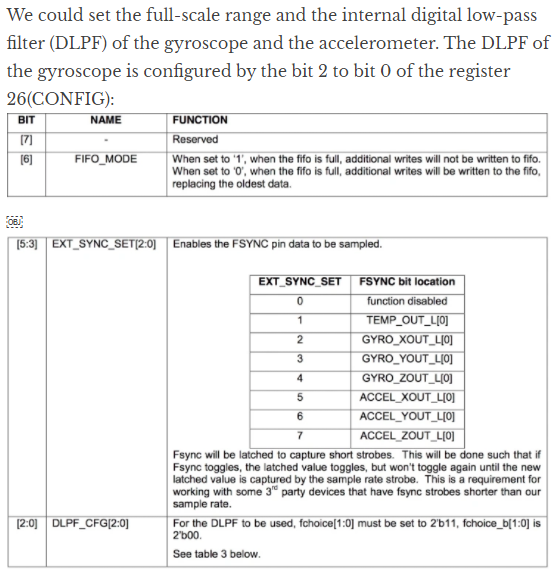 We could set the full-scale range and the internal digital low-pass
filter (DLPF) of the gyroscope and the accelerometer. The DLPF of
the gyroscope is configured by the bit 2 to bit 0 of the register
26(CONFIG):
BIT NAME FUNCTION
[7] - Reserved
[6] FIFO_MODE When set to '1', when the fifo is full, additional writes will not be written to fifo.
When set to '0', when the fifo is full, additional writes will be written to the fifo,
replacing the oldest data.
OBJ
[5:3] EXT_SYNC_SET[2:0] Enables the FSYNC pin data to be sampled.
EXT_SYNC_SET FSYNC bit location
0 function disabled
1 TEMP_OUT_L[0]
2 GYRO_XOUT_L[0]
3 GYRO_YOUT_L[0]
4 GYRO_ZOUT_L[0]
5 ACCEL_XOUT_L[0]
6 ACCEL_YOUT_L[0]
7 ACCEL_ZOUT_L[0]
Fsync will be latched to capture short strobes. This will be done such that if
Fsync toggles, the latched value toggles, but won't toggle again until the new
latched value is captured by the sample rate strobe. This is a requirement for
working with some 3rd party devices that have fsync strobes shorter than our
sample rate.
[2:0] DLPF_CFG[2:0] For the DLPF to be used, fchoice[1:0] must be set to 2'b11, fchoice_b[1:0] is
2'b00.
See table 3 below.